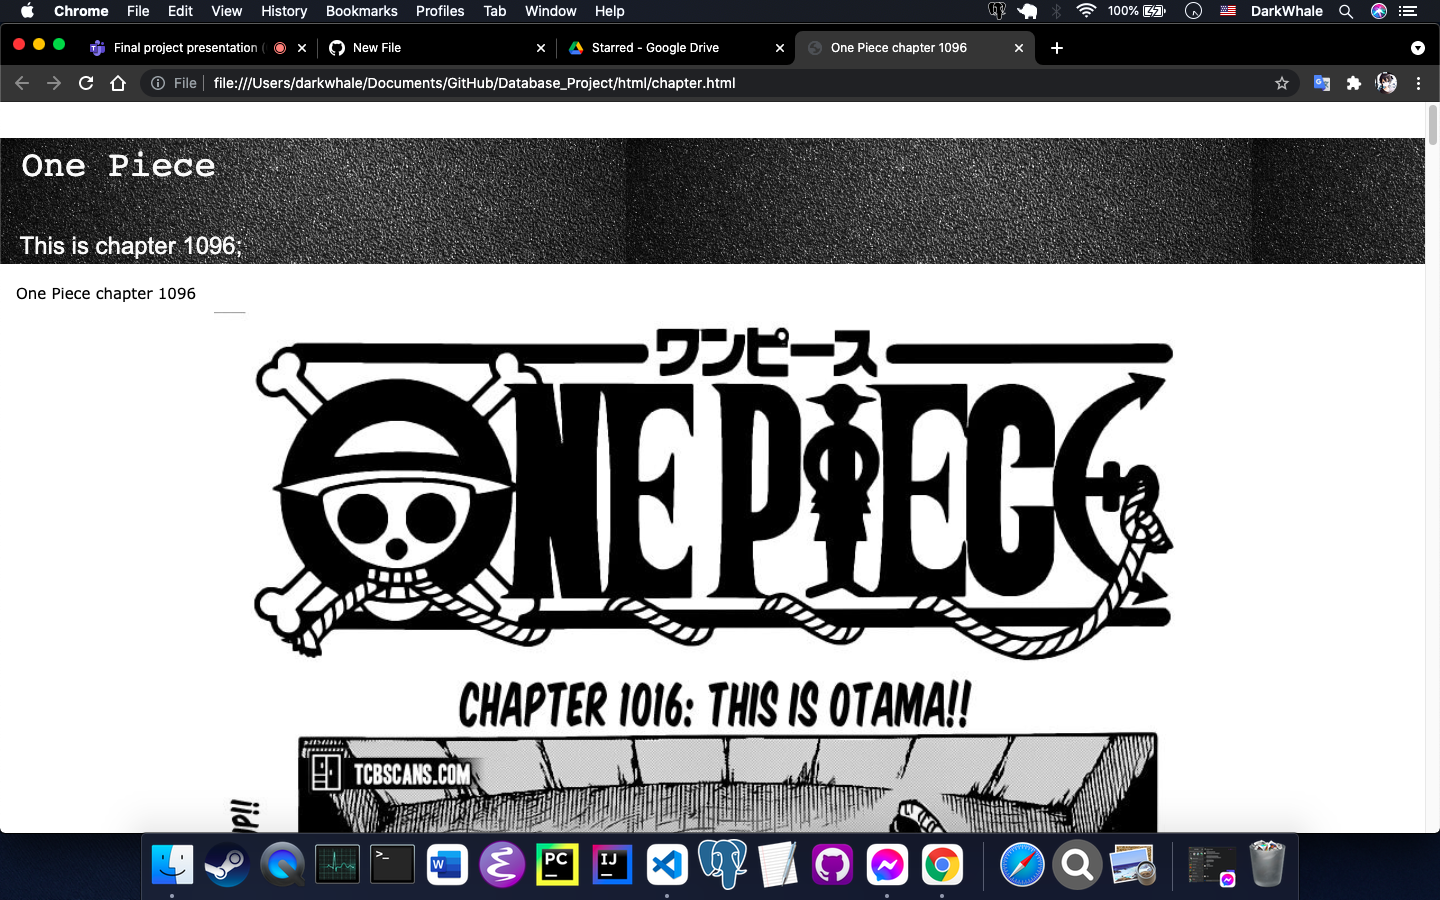 Chrome File Edit View History Bookmarks Profiles Tab Window Help 100% DarkWhale
Final project presentation ( New File Starred - Google Drive One Piece chapter 1096
File file:///Users/darkwhale/Documents/GitHub/Database_Project/html/chapter.html
One Piece
This is chapter 1096;
One Piece chapter 1096
ワンピース
ONE PIECE
CHAPTER 1016: THIS IS OTAMA!!
TCBSCANS.COM
>_ W PC IJ